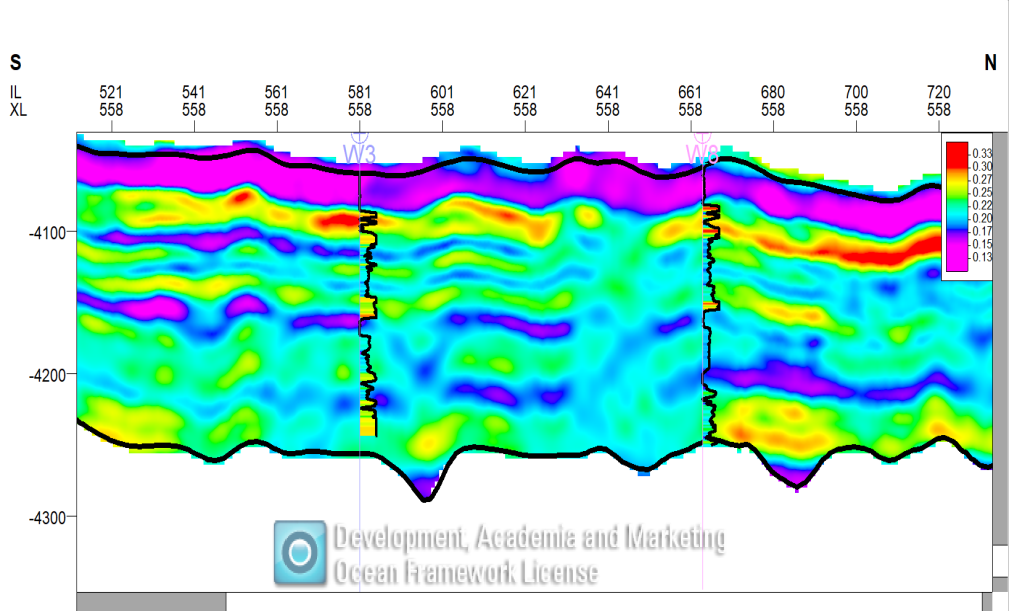 S N
IL 521 541 561 581 601 621 641 661 680 700 720
XL 558 558 558 558 558 558 558 558 558 558 558
W3
-4100
-4200
-4300
0.33
0.30
0.27
0.25
0.22
0.20
0.17
0.15
0.13
Development, Academia and Marketing
Ocean Framework License